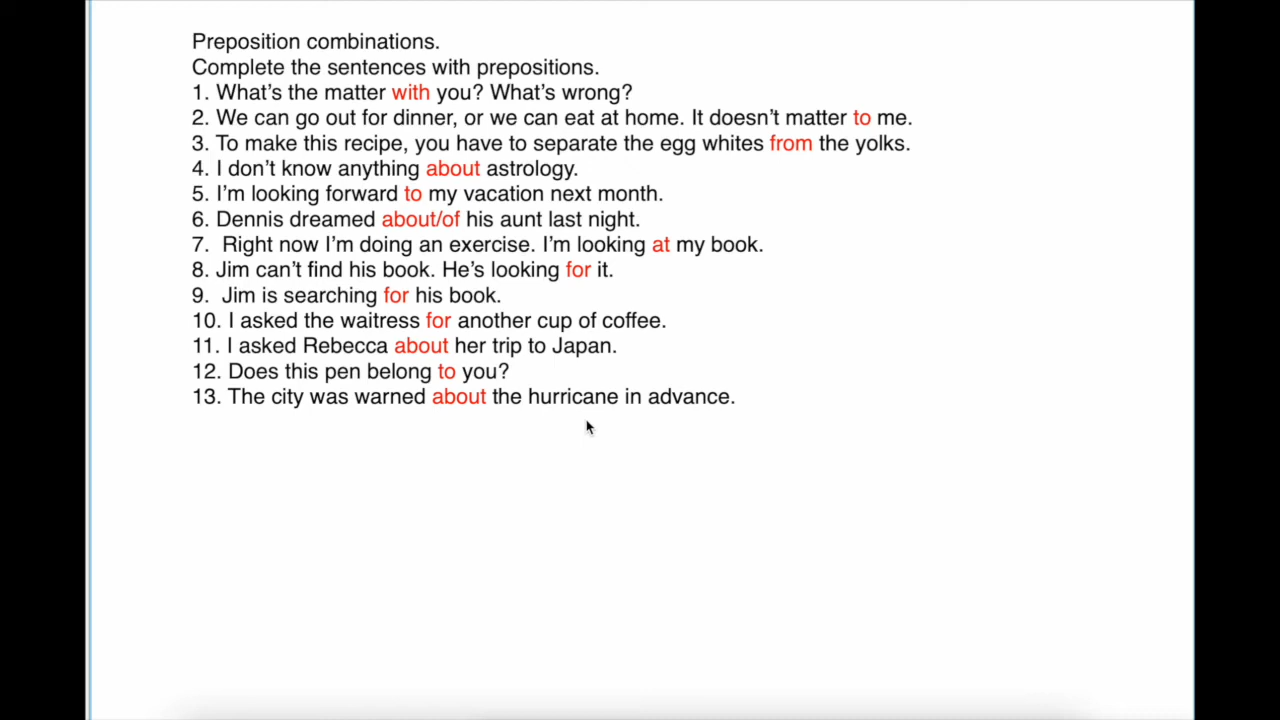 Preposition combinations.
Complete the sentences with prepositions.
1. What’s the matter with you? What’s wrong?
2. We can go out for dinner, or we can eat at home. It doesn’t matter to me.
3. To make this recipe, you have to separate the egg whites from the yolks.
4. I don’t know anything about astrology.
5. I’m looking forward to my vacation next month.
6. Dennis dreamed about/of his aunt last night.
7.  Right now I’m doing an exercise. I’m looking at my book.
8. Jim can’t find his book. He’s looking for it.
9.  Jim is searching for his book.
10. I asked the waitress for another cup of coffee.
11. I asked Rebecca about her trip to Japan.
12. Does this pen belong to you?
13. The city was warned about the hurricane in advance.